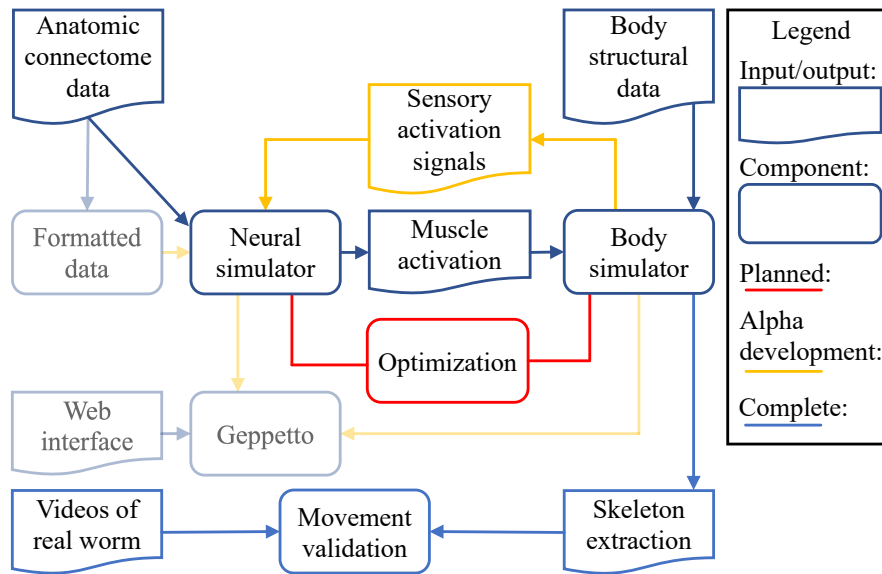 Anatomic
connectome
data
Body
structural
data
Sensory
activation
signals
Formatted
data
Neural
simulator
Muscle
activation
Body
simulator
Optimization
Web
interface
Geppetto
Videos of
real worm
Movement
validation
Skeleton
extraction
Legend
Input/output:
Component:
Planned:
Alpha
development:
Complete: